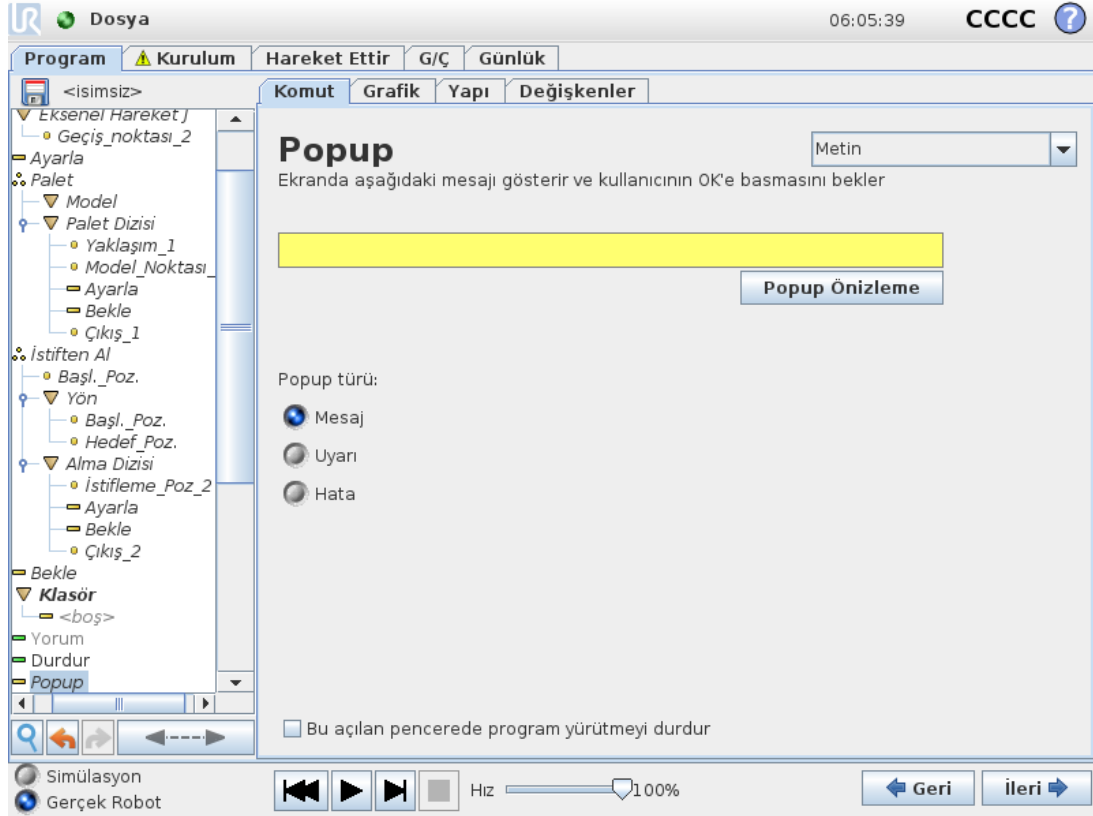 UR Dosya 06:05:39 CCCC ?
Program Kurulum Hareket Ettir G/Ç Günlük
<isimsiz>
Komut Grafik Yapı Değişkenler
Eksenel Hareket J
Geçiş_noktası_2
Ayarla
Palet
Model
Palet Dizisi
Yaklaşım_1
Model_Noktası_
Ayarla
Bekle
Çıkış_1
İstiften Al
Başl._Poz.
Yön
Başl._Poz.
Hedef_Poz.
Alma Dizisi
İstifleme_Poz_2
Ayarla
Bekle
Çıkış_2
Bekle
Klasör
<boş>
Yorum
Durdur
Popup
Popup
Metin
Ekranda aşağıdaki mesajı gösterir ve kullanıcının OK'e basmasını bekler
Popup Önizleme
Popup türü:
Mesaj
Uyarı
Hata
Bu açılan pencerede program yürütmeyi durdur
Simülasyon
Gerçek Robot
Hız 100%
Geri İleri